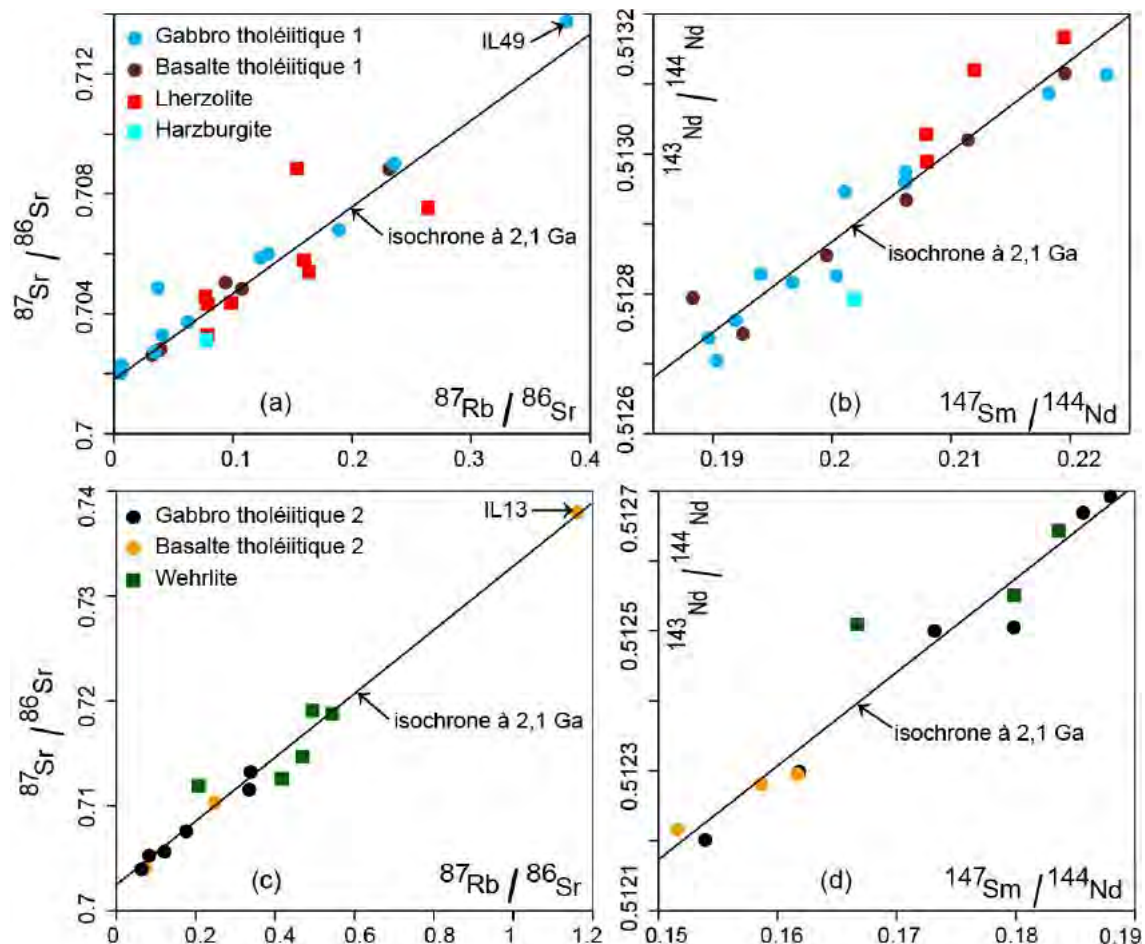 Gabbro tholéiitique 1
Basalte tholéiitique 1
Lherzolite
Harzburgite
IL49
isochrone à 2,1 Ga
(a)
87Rb / 86Sr
87Sr / 86Sr
0.7
0.704
0.708
0.712
0 0.1 0.2 0.3 0.4
143Nd / 144Nd
isochrone à 2,1 Ga
(b)
147Sm / 144Nd
0.5126
0.5128
0.5130
0.5132
0.19 0.20 0.21 0.22
Gabbro tholéiitique 2
Basalte tholéiitique 2
Wehrlite
IL13
isochrone à 2,1 Ga
(c)
87Rb / 86Sr
87Sr / 86Sr
0.7
0.71
0.72
0.73
0.74
0 0.2 0.4 0.6 0.8 1 1.2
143Nd / 144Nd
isochrone à 2,1 Ga
(d)
147Sm / 144Nd
0.5121
0.5123
0.5125
0.5127
0.15 0.16 0.17 0.18 0.19